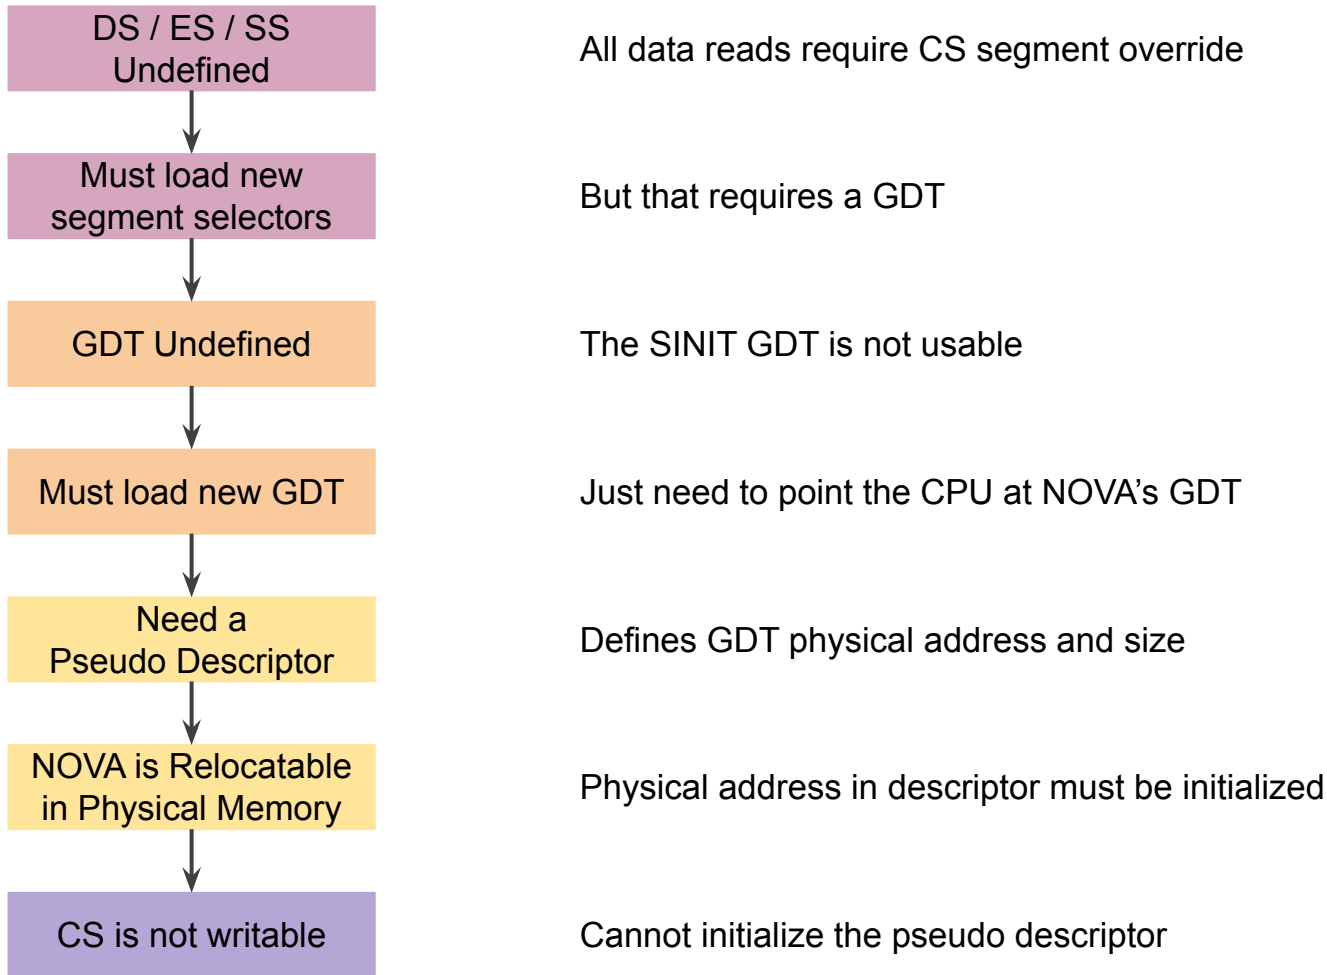 DS / ES / SS
Undefined
All data reads require CS segment override
Must load new
segment selectors
But that requires a GDT
GDT Undefined
The SINIT GDT is not usable
Must load new GDT
Just need to point the CPU at NOVA’s GDT
Need a
Pseudo Descriptor
Defines GDT physical address and size
NOVA is Relocatable
in Physical Memory
Physical address in descriptor must be initialized
CS is not writable
Cannot initialize the pseudo descriptor